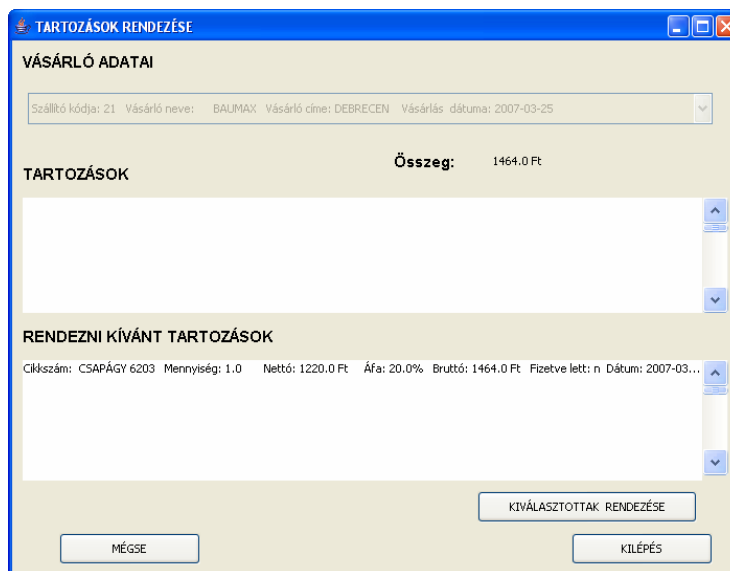 TARTOZÁSOK RENDEZÉSE
VÁSÁRLÓ ADATAI
Szállító kódja: 21 Vásárló neve: BAUMAX Vásárló címe: DEBRECEN Vásárlás dátuma: 2007-03-25
Összeg: 1464.0 Ft
TARTOZÁSOK
RENDEZNI KÍVÁNT TARTOZÁSOK
Cikkszám: CSAPÁGY 6203 Mennyiség: 1.0 Nettó: 1220.0 Ft Áfa: 20.0% Bruttó: 1464.0 Ft Fizetve lett: n Dátum: 2007-03...
KIVÁLASZTOTTAK RENDEZÉSE
MÉGSE KILÉPÉS